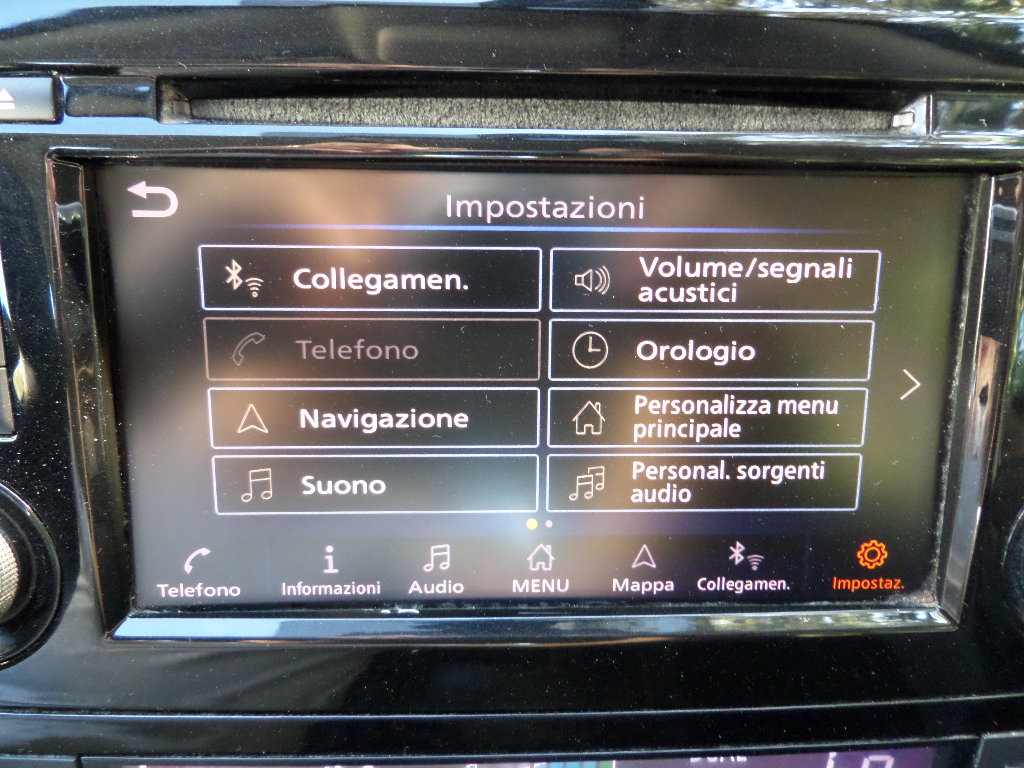 Impostazioni
Collegamen.
Volume/segnali
acustici
Telefono
Orologio
Navigazione
Personalizza menu
principale
Suono
Personal. sorgenti
audio
Telefono
Informazioni
Audio
MENU
Mappa
Collegamen.
Impostaz.
DUAL